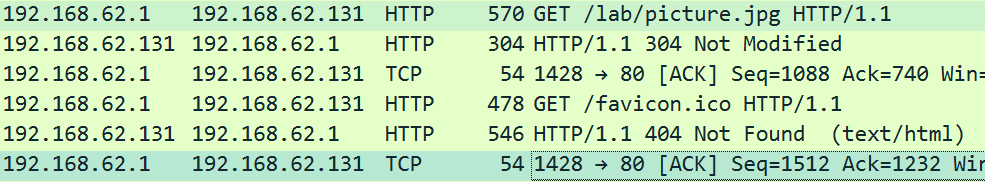 192.168.62.1 192.168.62.131 HTTP 570 GET /lab/picture.jpg HTTP/1.1
192.168.62.131 192.168.62.1 HTTP 304 HTTP/1.1 304 Not Modified
192.168.62.1 192.168.62.131 TCP 54 1428 → 80 [ACK] Seq=1088 Ack=740 Win=
192.168.62.1 192.168.62.131 HTTP 478 GET /favicon.ico HTTP/1.1
192.168.62.131 192.168.62.1 HTTP 546 HTTP/1.1 404 Not Found (text/html)
192.168.62.1 192.168.62.131 TCP 54 1428 → 80 [ACK] Seq=1512 Ack=1232 Win